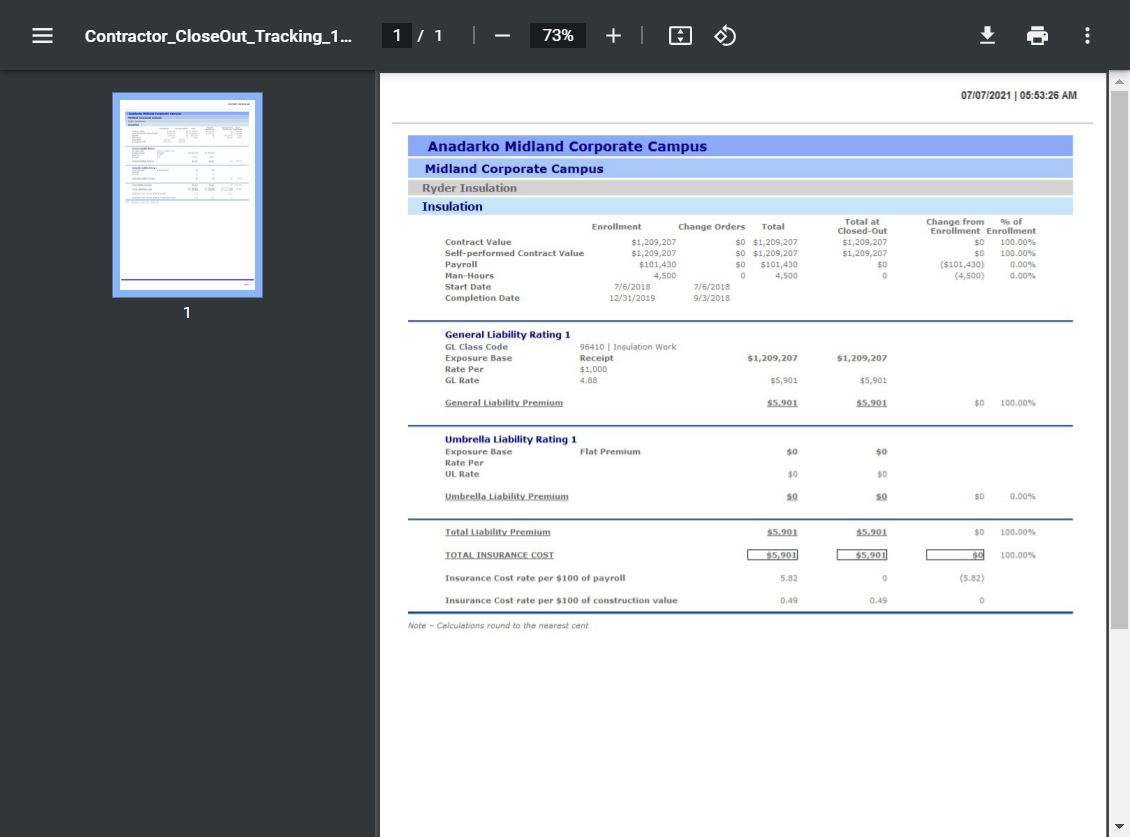 Contractor_CloseOut_Tracking_1... 1 / 1 73%
07/07/2021 | 05:53:26 AM
Anadarko Midland Corporate Campus
Midland Corporate Campus
Ryder Insulation
Insulation
Enrollment Change Orders Total Total at Closed-Out Change from Enrollment % of Enrollment
Contract Value $1,209,207 $0 $1,209,207 $1,209,207 $0 100.00%
Self-performed Contract Value $1,209,207 $0 $1,209,207 $1,209,207 $0 100.00%
Payroll $101,430 $0 $101,430 $0 ($101,430) 0.00%
Man-Hours 4,500 0 4,500 0 (4,500) 0.00%
Start Date 7/6/2018 7/6/2018
Completion Date 12/31/2019 9/3/2018
General Liability Rating 1
GL Class Code 96410 | Insulation Work
Exposure Base Receipt $1,209,207 $1,209,207
Rate Per $1,000
GL Rate 4.88 $5,901 $5,901
General Liability Premium $5,901 $5,901 $0 100.00%
Umbrella Liability Rating 1
Exposure Base Flat Premium $0 $0
Rate Per
UL Rate $0 $0
Umbrella Liability Premium $0 $0 $0 0.00%
Total Liability Premium $5,901 $5,901 $0 100.00%
TOTAL INSURANCE COST $5,901 $5,901 $0 100.00%
Insurance Cost rate per $100 of payroll 5.82 0 (5.82)
Insurance Cost rate per $100 of construction value 0.49 0.49 0
Note ~ Calculations round to the nearest cent
1